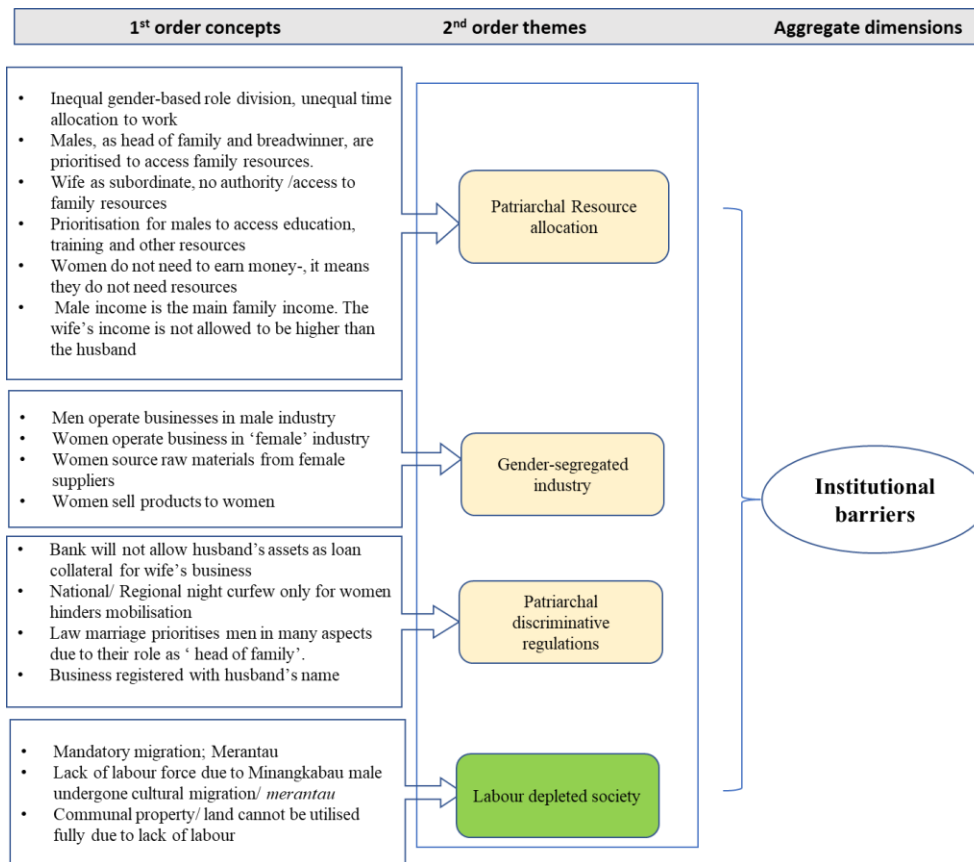 1st order concepts 2nd order themes Aggregate dimensions
• Inequal gender-based role division, unequal time
allocation to work
• Males, as head of family and breadwinner, are
prioritised to access family resources.
• Wife as subordinate, no authority /access to
family resources
• Prioritisation for males to access education,
training and other resources
• Women do not need to earn money-, it means
they do not need resources
• Male income is the main family income. The
wife’s income is not allowed to be higher than
the husband
Patriarchal Resource
allocation
• Men operate businesses in male industry
• Women operate business in ‘female’ industry
• Women source raw materials from female
suppliers
• Women sell products to women
Gender-segregated
industry
• Bank will not allow husband’s assets as loan
collateral for wife’s business
• National/ Regional night curfew only for women
hinders mobilisation
• Law marriage prioritises men in many aspects
due to their role as ‘ head of family’.
• Business registered with husband’s name
Patriarchal
discriminative
regulations
• Mandatory migration; Merantau
• Lack of labour force due to Minangkabau male
undergone cultural migration/ merantau
• Communal property/ land cannot be utilised
fully due to lack of labour
Labour depleted society
Institutional
barriers